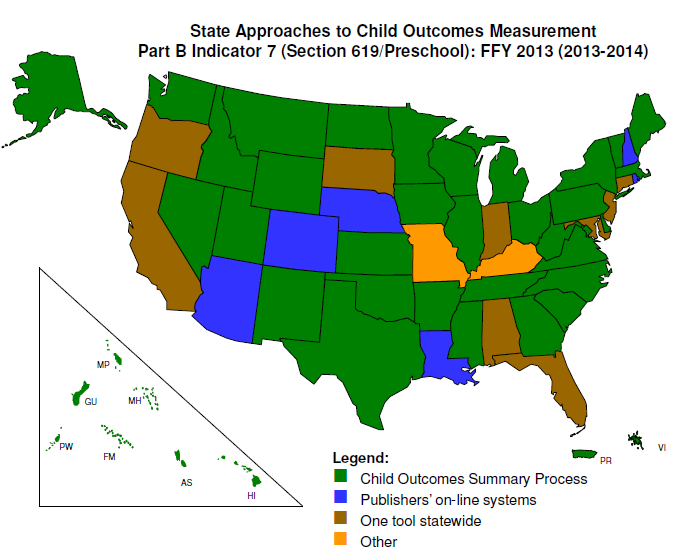 State Approaches to Child Outcomes Measurement
Part B Indicator 7 (Section 619/Preschool): FFY 2013 (2013-2014)
MP
GU
MH
PW
FM
AS
HI
PR
VI
Legend:
Child Outcomes Summary Process
Publishers' on-line systems
One tool statewide
Other